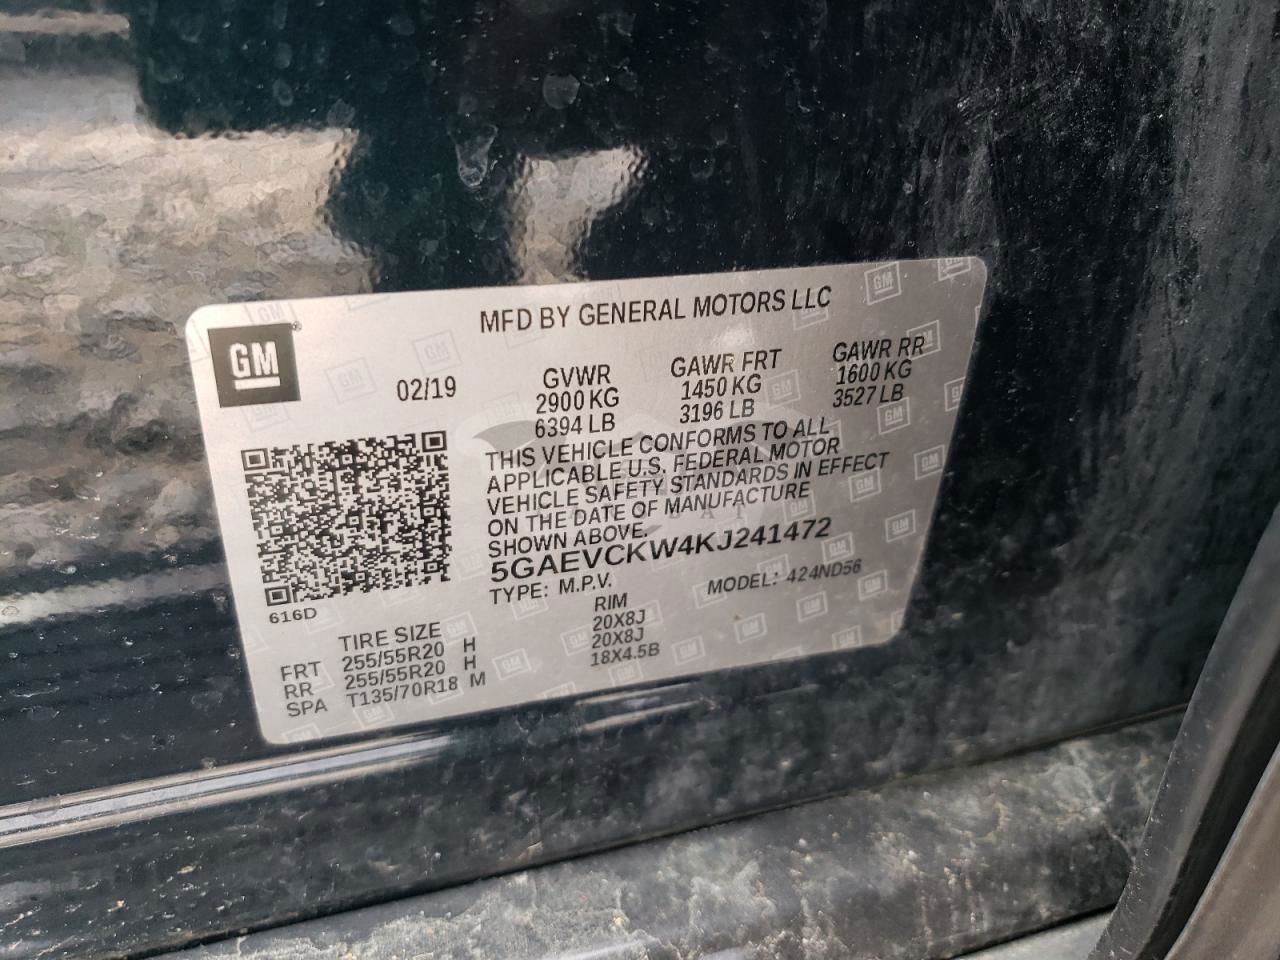 MFD BY GENERAL MOTORS LLC
GM
02/19
GVWR
2900 KG
6394 LB
GAWR FRT
1450 KG
3196 LB
GAWR RR
1600 KG
3527 LB
THIS VEHICLE CONFORMS TO ALL
APPLICABLE U.S. FEDERAL MOTOR
VEHICLE SAFETY STANDARDS IN EFFECT
ON THE DATE OF MANUFACTURE
SHOWN ABOVE.
5GAEVCKW4KJ241472
TYPE: M.P.V. MODEL: 424ND56
616D
TIRE SIZE RIM
FRT 255/55R20 H 20X8J
RR 255/55R20 H 20X8J
SPA T135/70R18 M 18X4.5B